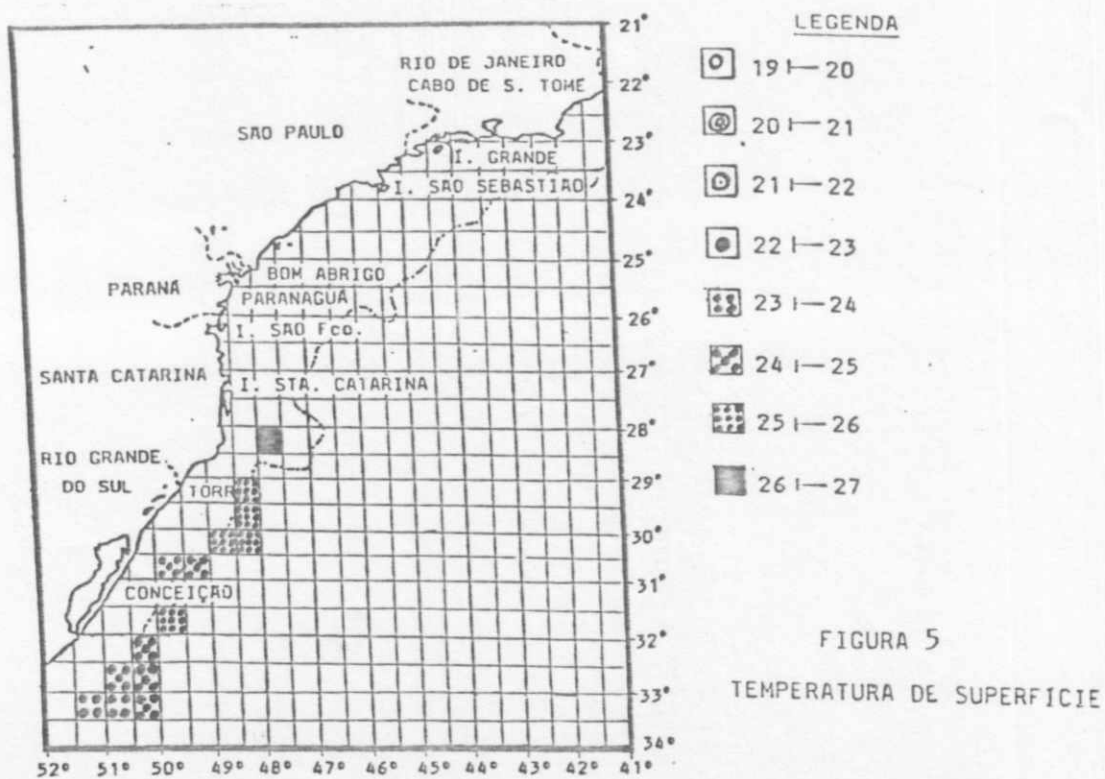 LEGENDA
19 ├─ 20
20 ├─ 21
21 ├─ 22
22 ├─ 23
23 ├─ 24
24 ├─ 25
25 ├─ 26
26 ├─ 27
RIO DE JANEIRO
CABO DE S. TOME
SAO PAULO
I. GRANDE
I. SAO SEBASTIAO
BOM ABRIGO
PARANA
PARANAGUA
I. SAO Fco.
SANTA CATARINA
I. STA. CATARINA
RIO GRANDE
DO SUL
TORR
CONCEIÇÃO
21°
22°
23°
24°
25°
26°
27°
28°
29°
30°
31°
32°
33°
34°
52° 51° 50° 49° 48° 47° 46° 45° 44° 43° 42° 41°
FIGURA 5
TEMPERATURA DE SUPERFICIE